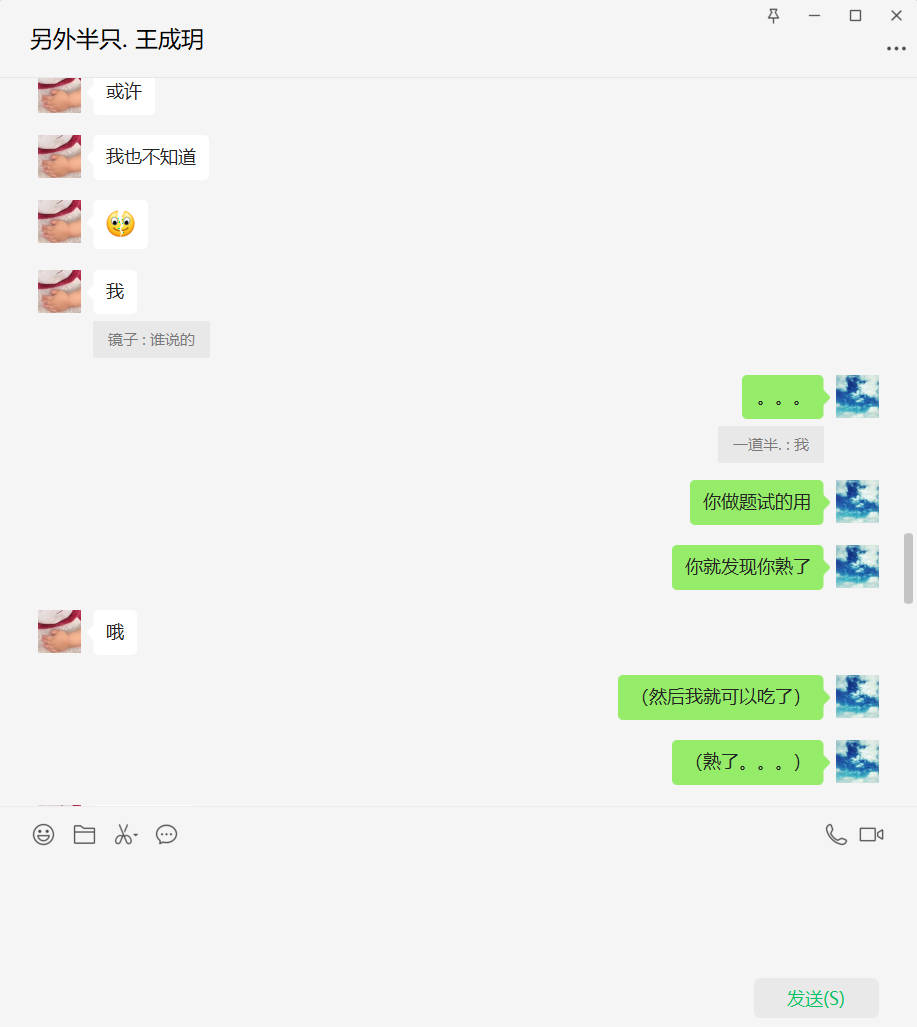 另外半只. 王成玥
或许
我也不知道
我
镜子 : 谁说的
。。。
一道半. : 我
你做题试的用
你就发现你熟了
哦
（然后我就可以吃了）
（熟了。。。）
发送(S)